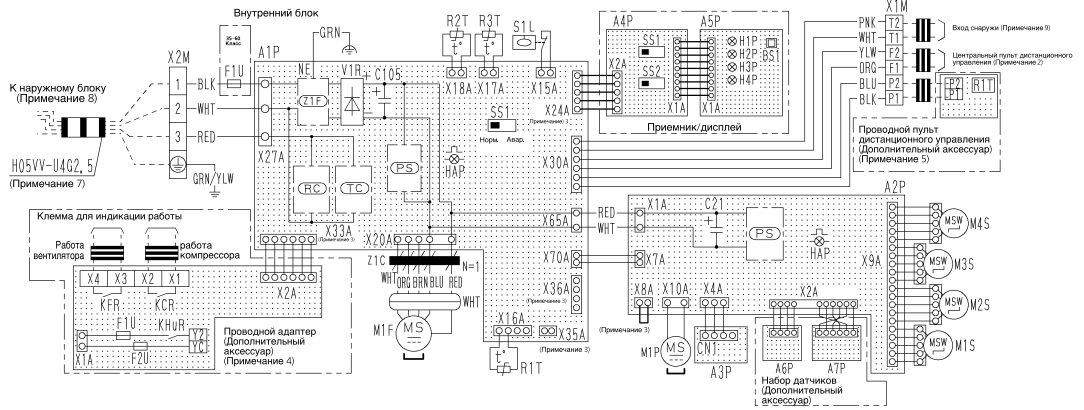 Внутренний блок
35-60
Класс
F1U
X2M
К наружному блоку
(Примечание 8)
1
BLK
2
WHT
3
RED
GRN/YLW
H05VV-U4G2,5
(Примечание 7)
A1P
GRN
NE
V1R
C105
Z1F
X27A
RC
TC
PS
HAP
X33A
(Примечание 3)
SS1
Норм.
Авар.
R2T
R3T
S1L
t°
t°
X18A
X17A
X15A
X24A
(Примечание) 3
X30A
X65A
X70A
X36A
(Примечание 3)
X35A
(Примечание 3)
X20A
Z1C
N=1
WHT
ORG
BRN
BLU
RED
WHT
M1F
MS
X16A
t°
R1T
A4P
A5P
SS1
SS2
X2A
X1A
X1A
H1P
H2P
H3P
H4P
BS1
Приемник/дисплей
X1M
PNK
T2
WHT
T1
YLW
F2
ORG
F1
BLU
P2
BLK
P1
Вход снаружи (Примечание 9)
Центральный пульт дистанционного
управления (Примечание 2)
P2
P1
R1T
Проводной пульт
дистанционного управления
(Дополнительный аксессуар)
(Примечание 5)
A2P
RED
WHT
X1A
C21
PS
HAP
X7A
X8A
X10A
X4A
X2A
X9A
(Примечание 3)
M1P
MS
CN1
A3P
A6P
A7P
Набор датчиков
(Дополнительный
аксессуар)
MSW
M4S
MSW
M3S
MSW
M2S
MSW
M1S
Клемма для индикации работы
Работа
вентилятора
работа
компрессора
X4
X3
X2
X1
KFR
KCR
X2A
F1U
KHuR
Y2
YC
F2U
X1A
Проводной адаптер
(Дополнительный
аксессуар)
(Примечание 4)